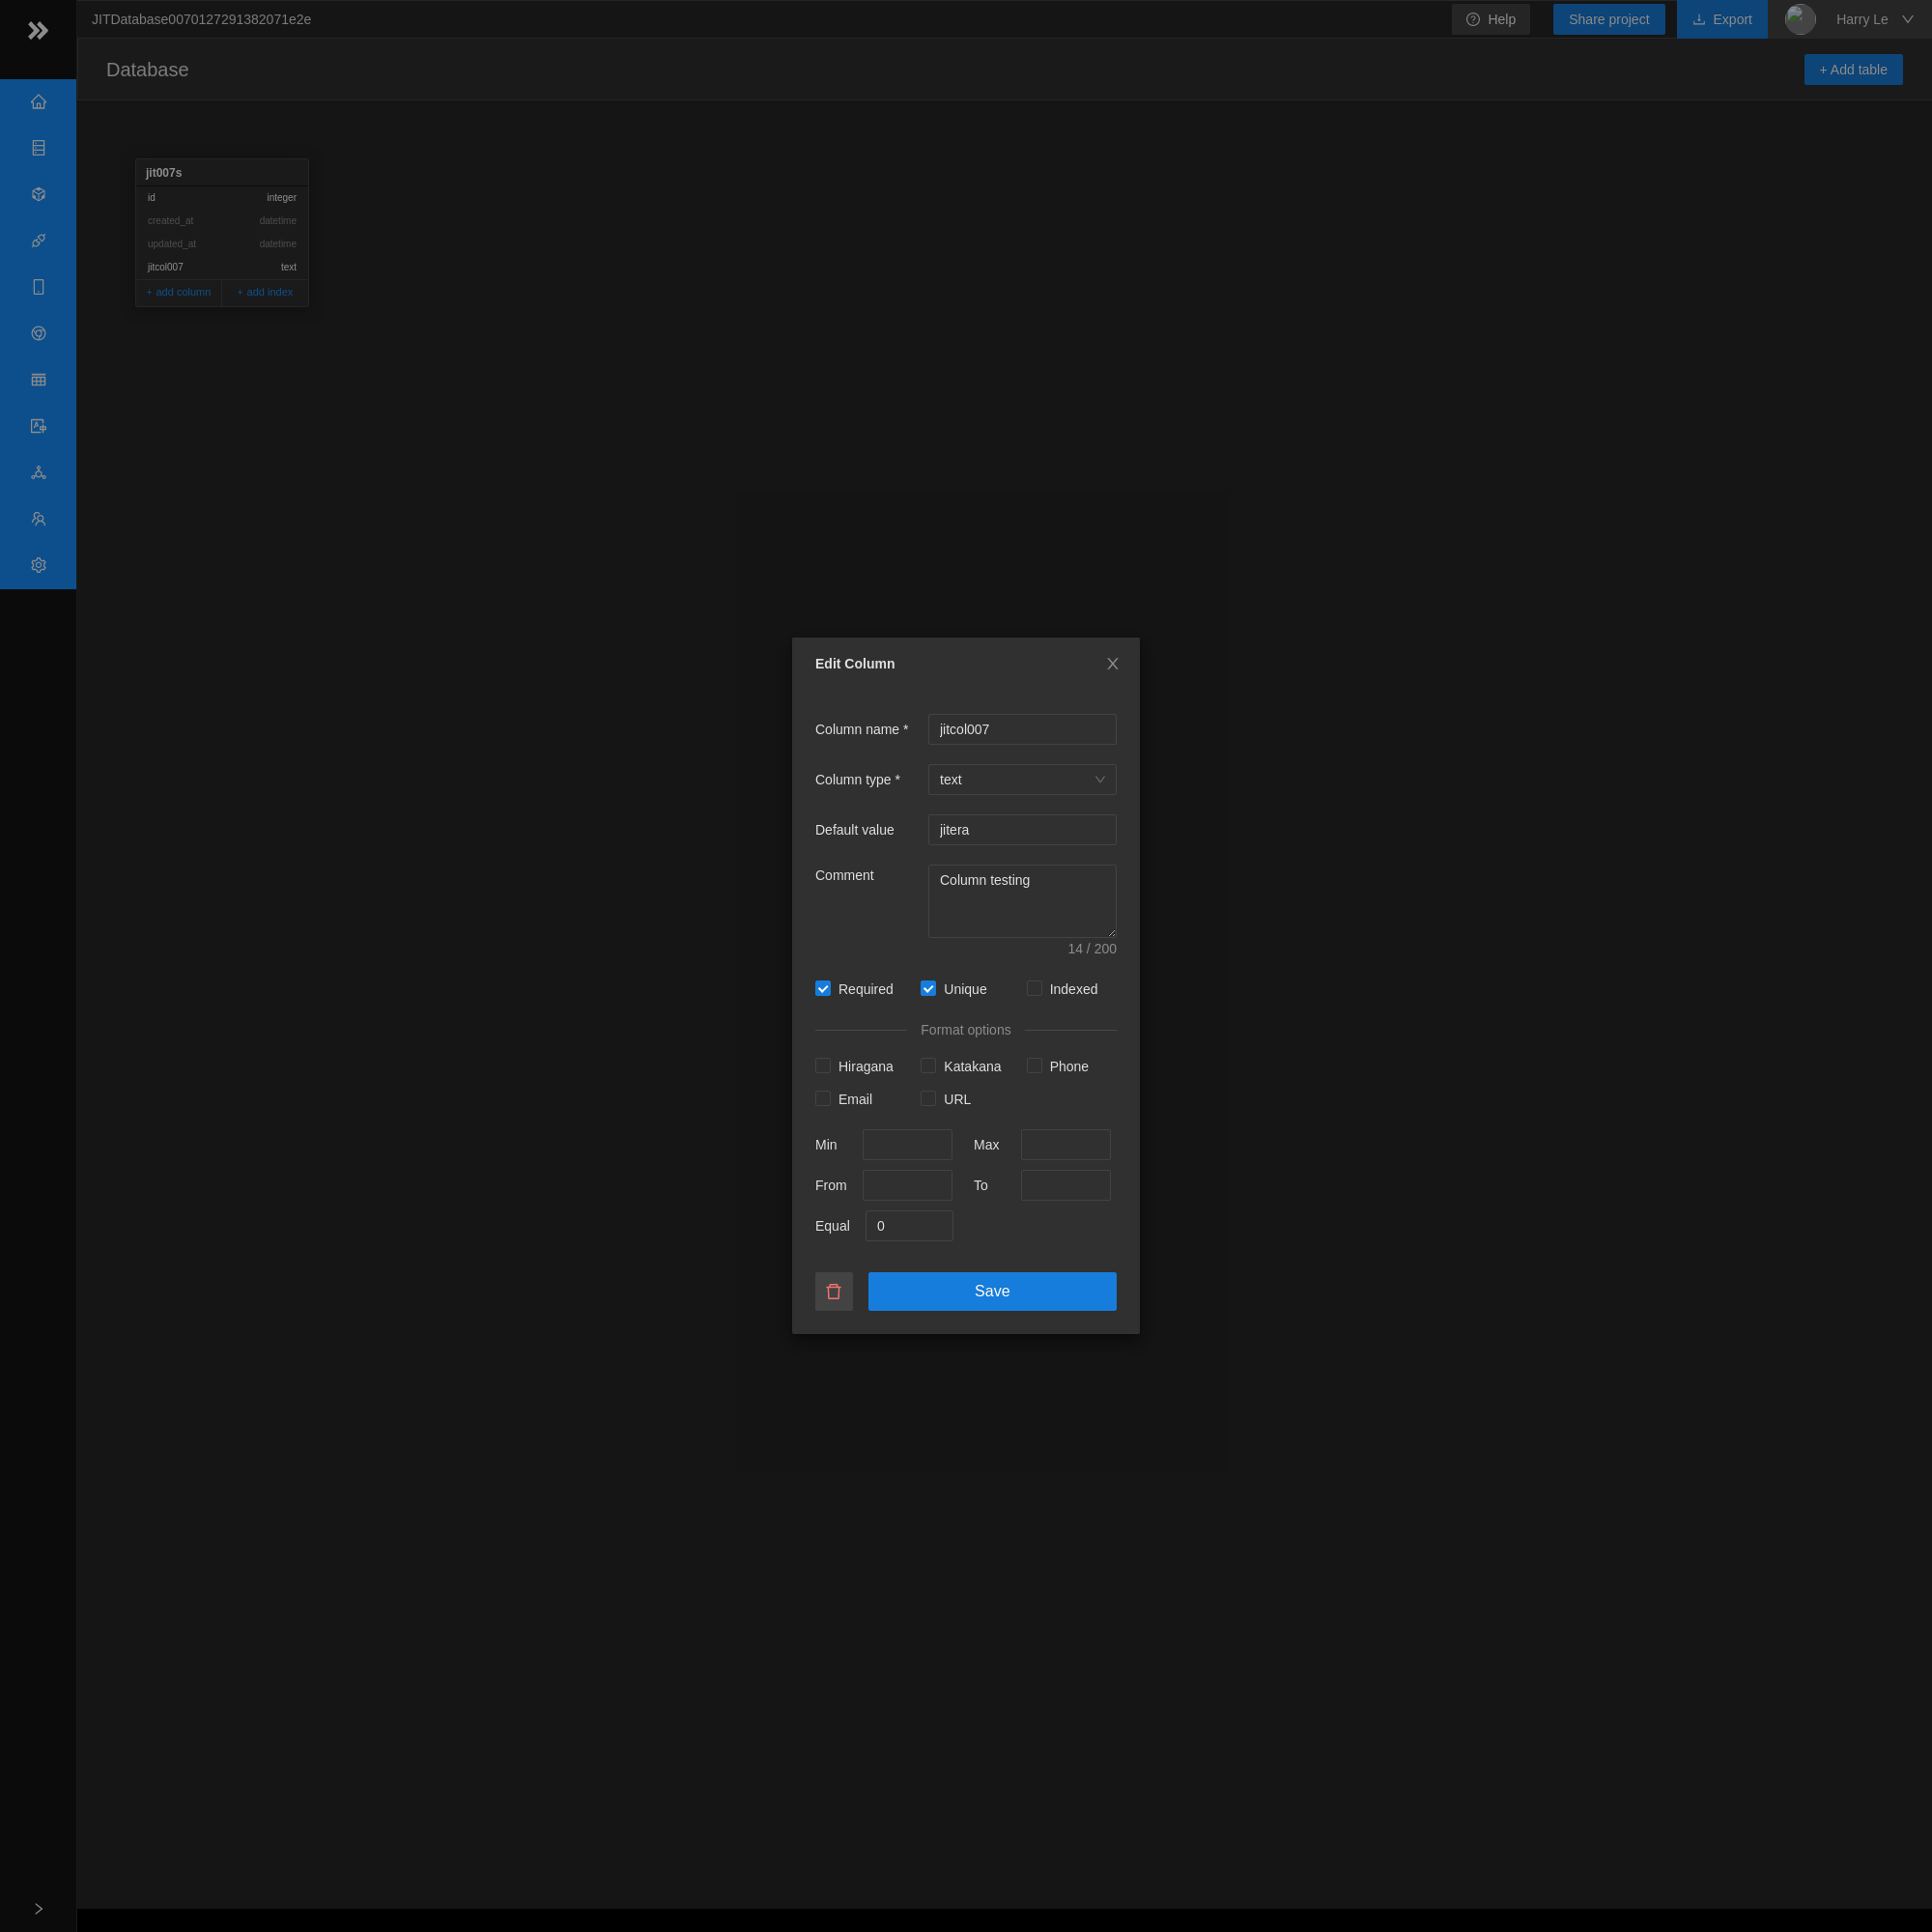 JITDatabase0070127291382071e2e
Help
Share project
Export
Harry Le
Database
+ Add table
jit007s
id integer
created_at datetime
updated_at datetime
jitcol007 text
+ add column + add index
Edit Column
Column name * jitcol007
Column type * text
Default value jitera
Comment Column testing
14 / 200
Required Unique Indexed
Format options
Hiragana Katakana Phone
Email URL
Min Max
From To
Equal 0
Save